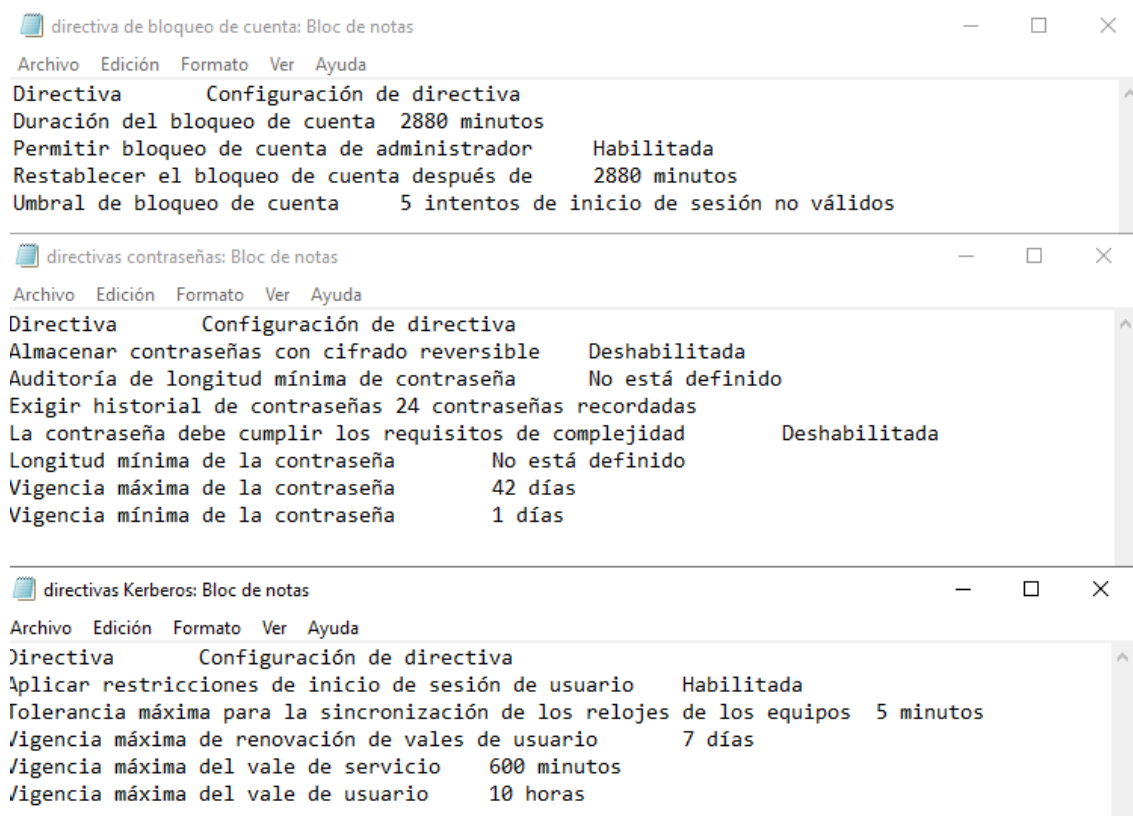 directiva de bloqueo de cuenta: Bloc de notas
Archivo Edición Formato Ver Ayuda
Directiva Configuración de directiva
Duración del bloqueo de cuenta 2880 minutos
Permitir bloqueo de cuenta de administrador Habilitada
Restablecer el bloqueo de cuenta después de 2880 minutos
Umbral de bloqueo de cuenta 5 intentos de inicio de sesión no válidos
directivas contraseñas: Bloc de notas
Archivo Edición Formato Ver Ayuda
Directiva Configuración de directiva
Almacenar contraseñas con cifrado reversible Deshabilitada
Auditoría de longitud mínima de contraseña No está definido
Exigir historial de contraseñas 24 contraseñas recordadas
La contraseña debe cumplir los requisitos de complejidad Deshabilitada
Longitud mínima de la contraseña No está definido
Vigencia máxima de la contraseña 42 días
Vigencia mínima de la contraseña 1 días
directivas Kerberos: Bloc de notas
Archivo Edición Formato Ver Ayuda
Directiva Configuración de directiva
Aplicar restricciones de inicio de sesión de usuario Habilitada
Tolerancia máxima para la sincronización de los relojes de los equipos 5 minutos
Vigencia máxima de renovación de vales de usuario 7 días
Vigencia máxima del vale de servicio 600 minutos
Vigencia máxima del vale de usuario 10 horas